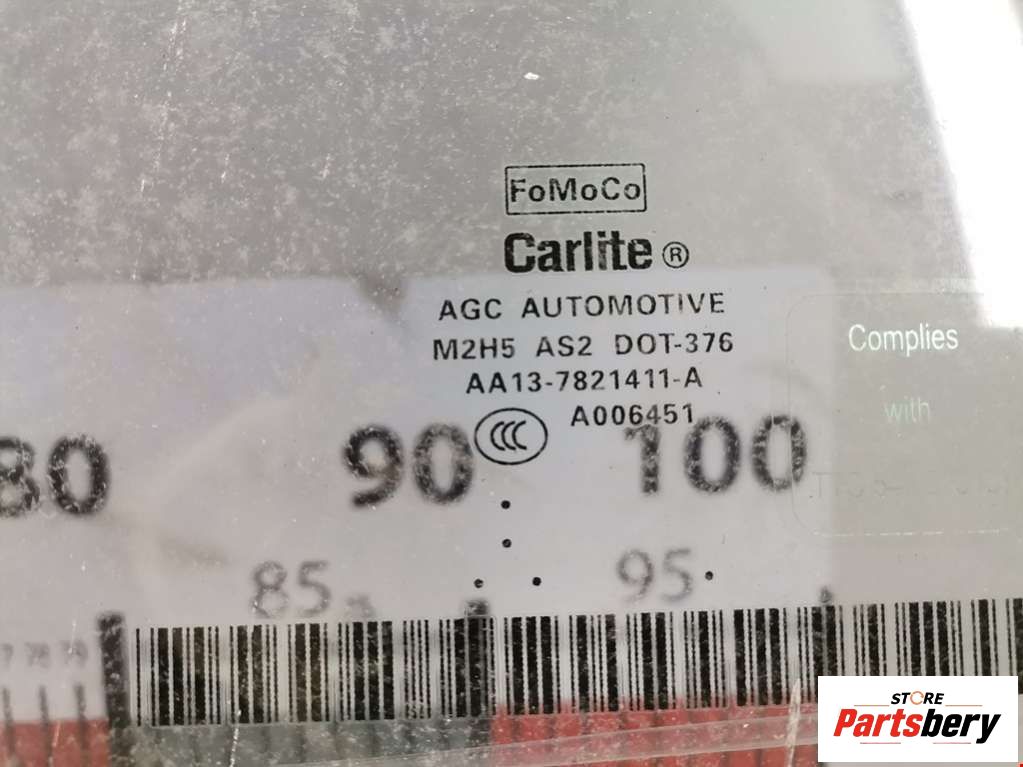 FoMoCo
Carlite ®
AGC AUTOMOTIVE
M2H5 AS2 DOT-376
AA13-7821411-A
A006451
CCC
Complies
with
80 90 100
85 95
STORE
Partsbery